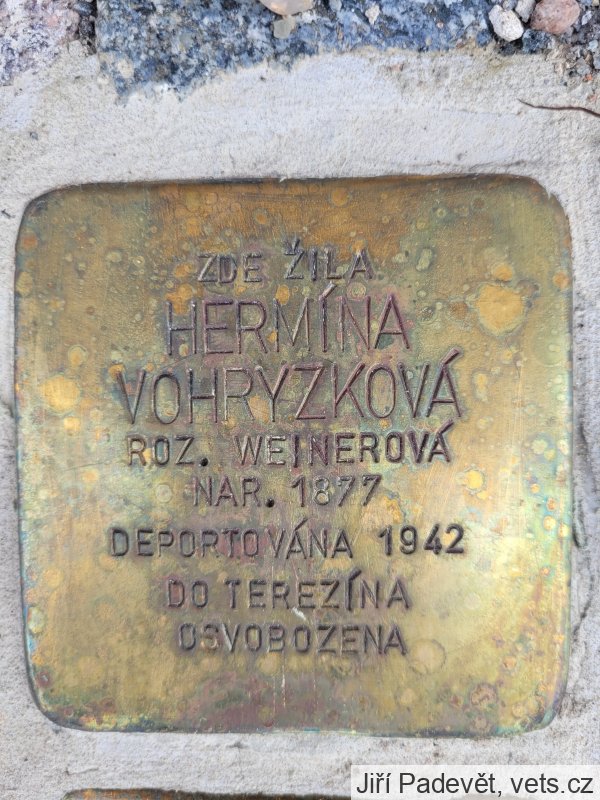 ZDE ŽILA
HERMÍNA
VOHRYZKOVÁ
ROZ. WEINEROVÁ
NAR. 1877
DEPORTOVÁNA 1942
DO TEREZÍNA
OSVOBOZENA
Jiří Padevět, vets.cz